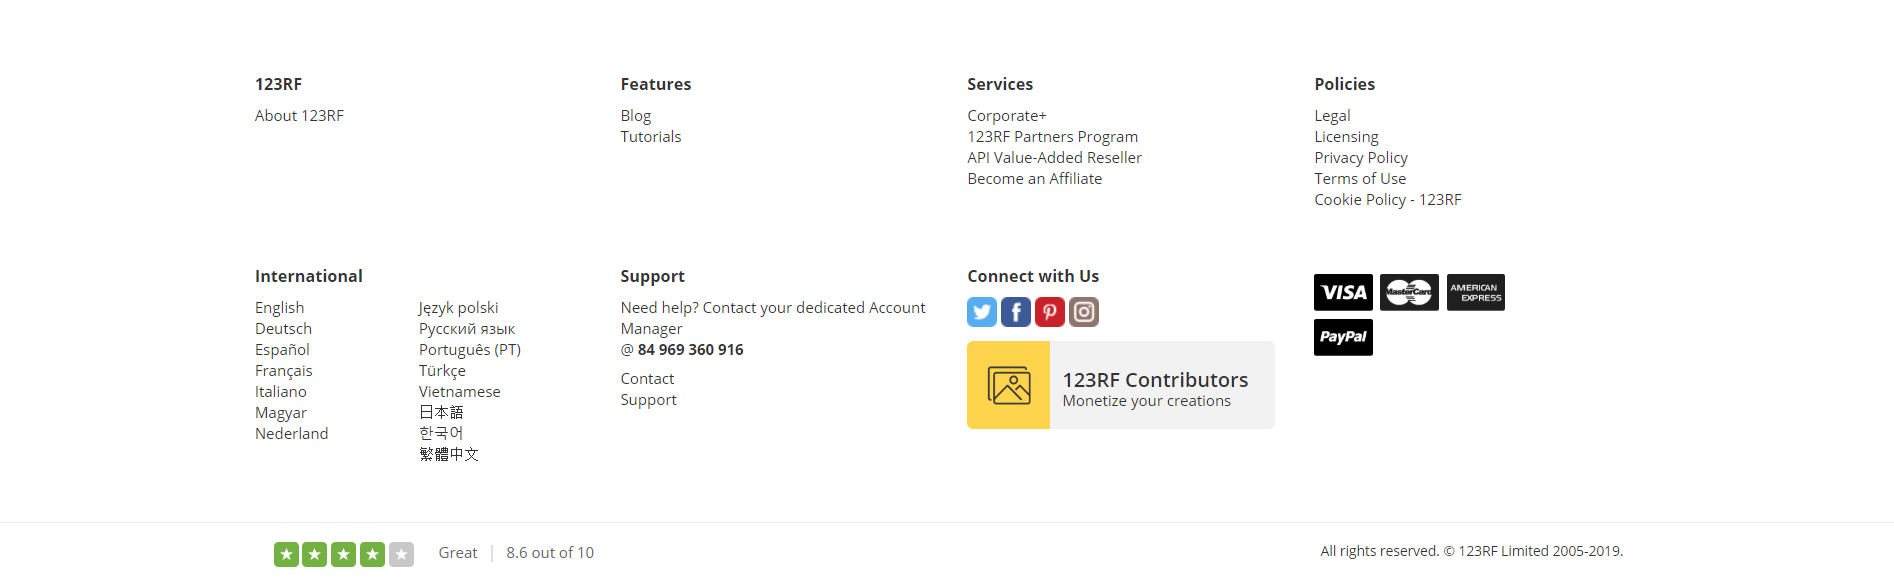 123RF
About 123RF
Features
Blog
Tutorials
Services
Corporate+
123RF Partners Program
API Value-Added Reseller
Become an Affiliate
Policies
Legal
Licensing
Privacy Policy
Terms of Use
Cookie Policy - 123RF
International
English
Deutsch
Español
Français
Italiano
Magyar
Nederland
Język polski
Русский язык
Português (PT)
Türkçe
Vietnamese
日本語
한국어
繁體中文
Support
Need help? Contact your dedicated Account
Manager
@ 84 969 360 916
Contact
Support
Connect with Us
123RF Contributors
Monetize your creations
VISA
MasterCard
AMERICAN
EXPRESS
PayPal
Great | 8.6 out of 10
All rights reserved. © 123RF Limited 2005-2019.